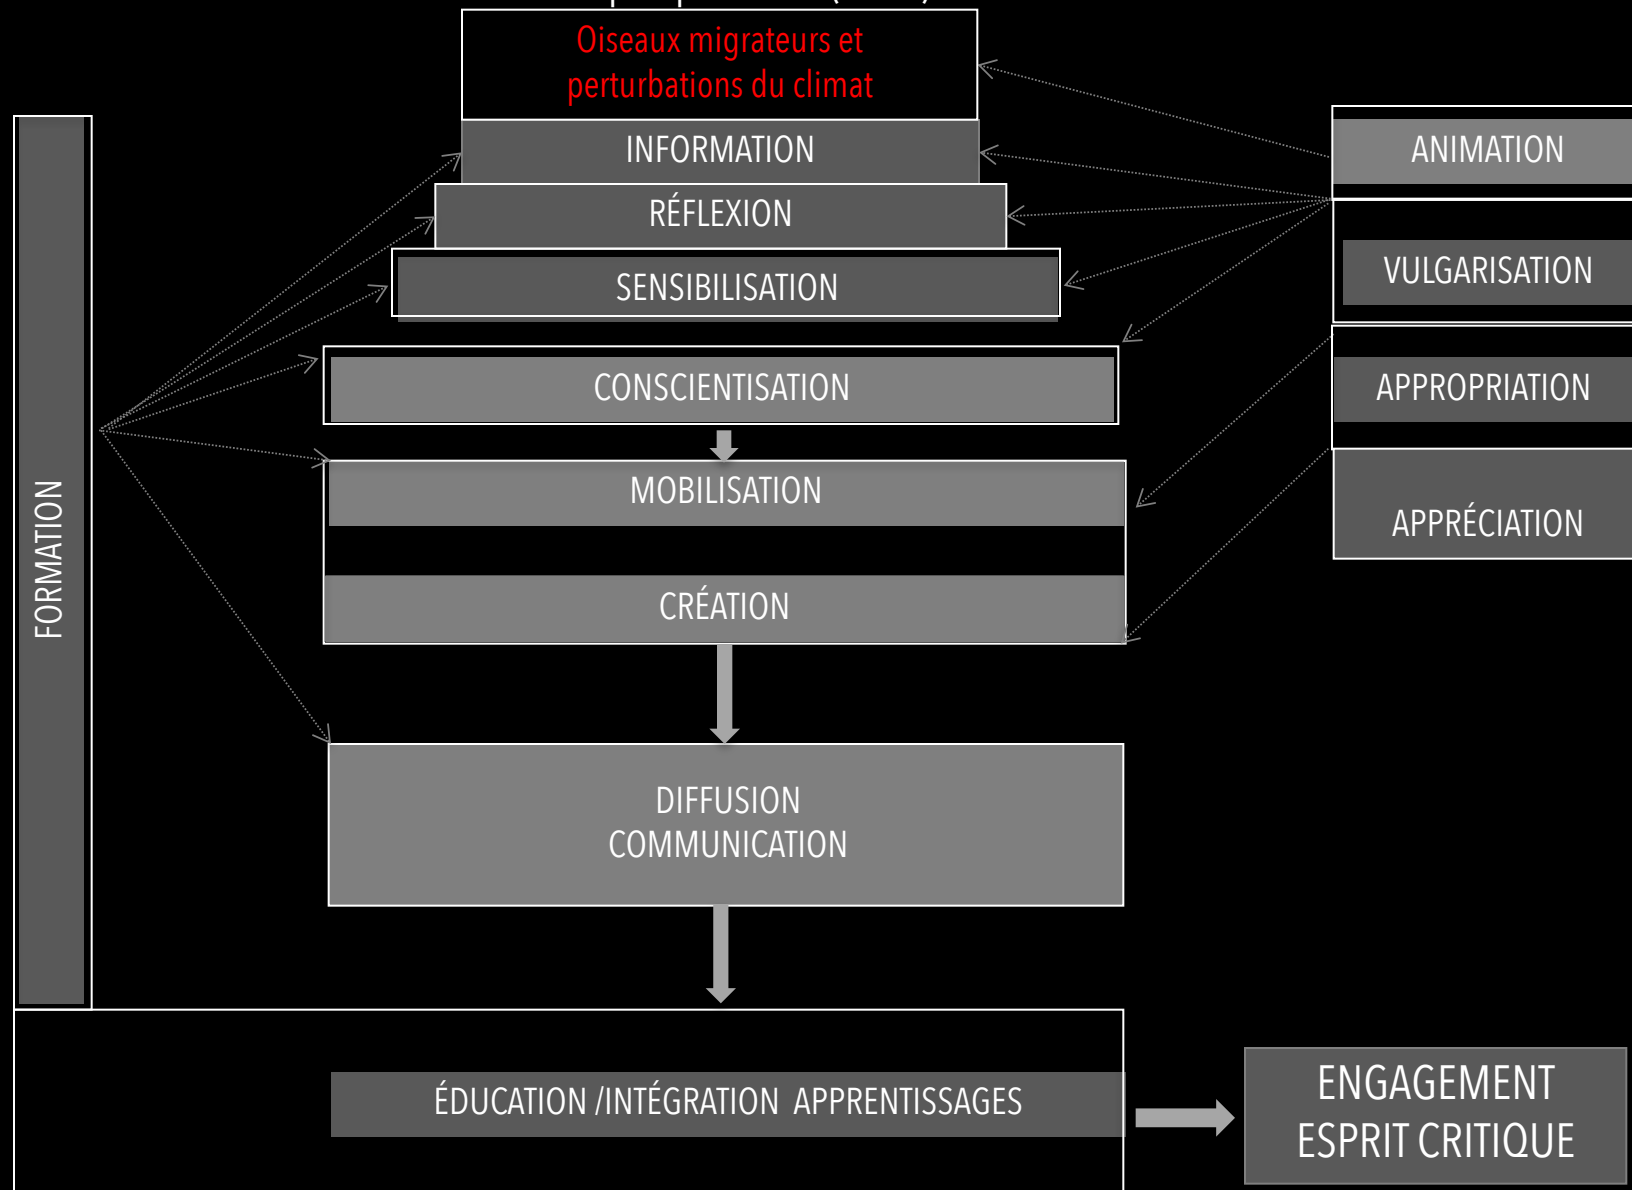 Oiseaux migrateurs et
perturbations du climat
INFORMATION
RÉFLEXION
SENSIBILISATION
CONSCIENTISATION
MOBILISATION
CRÉATION
DIFFUSION
COMMUNICATION
ÉDUCATION /INTÉGRATION APPRENTISSAGES
FORMATION
ANIMATION
VULGARISATION
APPROPRIATION
APPRÉCIATION
ENGAGEMENT
ESPRIT CRITIQUE